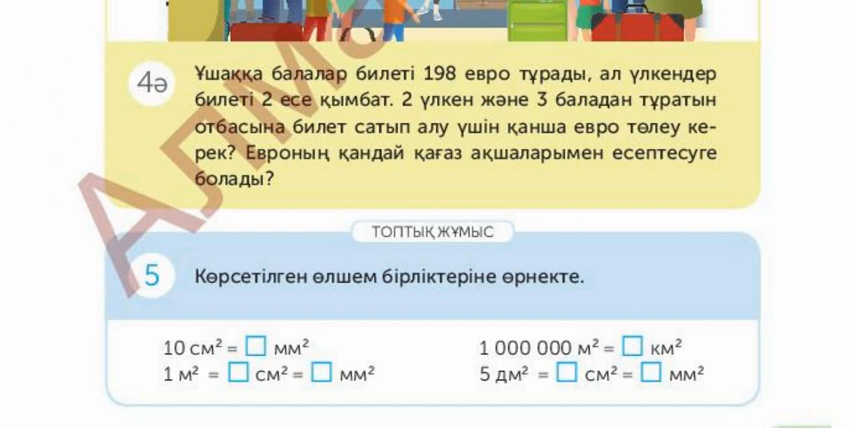 4ə
Ұшаққа балалар билеті 198 евро тұрады, ал үлкендер
билеті 2 есе қымбат. 2 үлкен және 3 баладан тұратын
отбасына билет сатып алу үшін қанша евро төлеу ке-
рек? Евроның қандай қағаз ақшаларымен есептесуге
болады?
ТОПТЫҚ ЖҰМЫС
5 Көрсетілген өлшем бірліктеріне өрнекте.
10 см² = □ мм²
1 м² = □ см² = □ мм²
1 000 000 м² = □ км²
5 дм² = □ см² = □ мм²